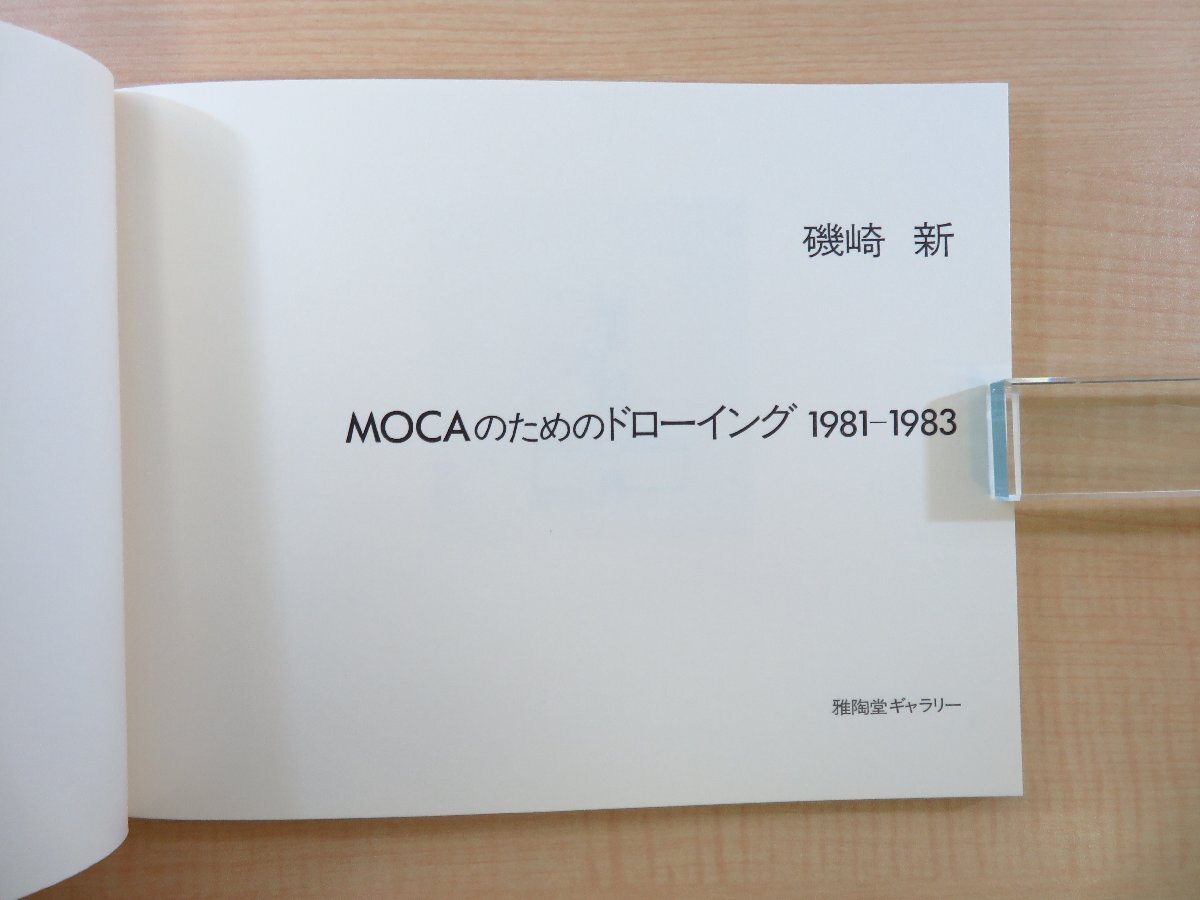 磯崎 新
MOCAのためのドローイング 1981–1983
雅陶堂ギャラリー